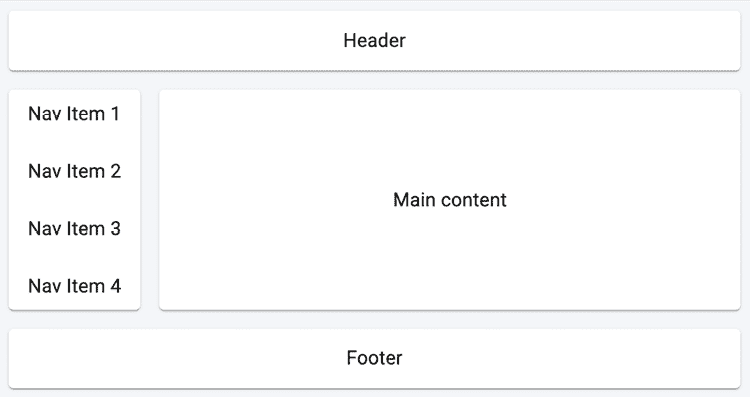 Header
Nav Item 1
Nav Item 2
Nav Item 3
Nav Item 4
Main content
Footer